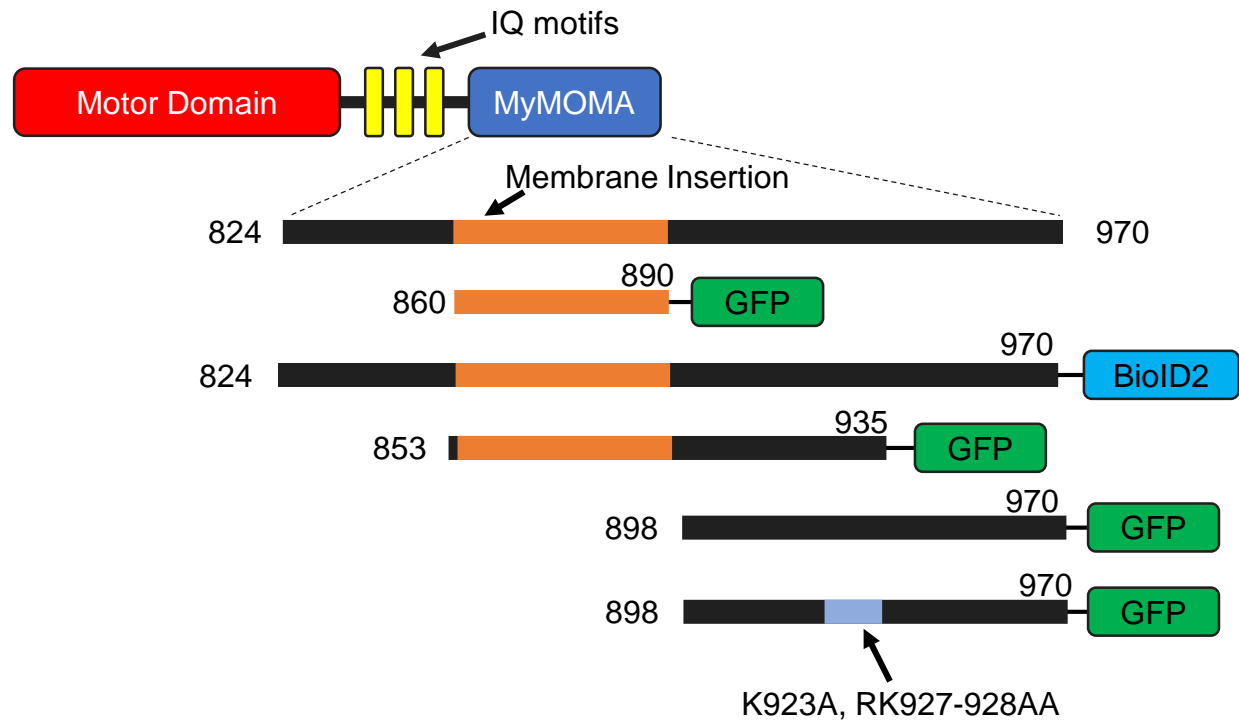 IQ motifs
Motor Domain
MyMOMA
Membrane Insertion
824
970
890
860
GFP
970
824
BioID2
935
853
GFP
970
898
GFP
970
898
GFP
K923A, RK927-928AA